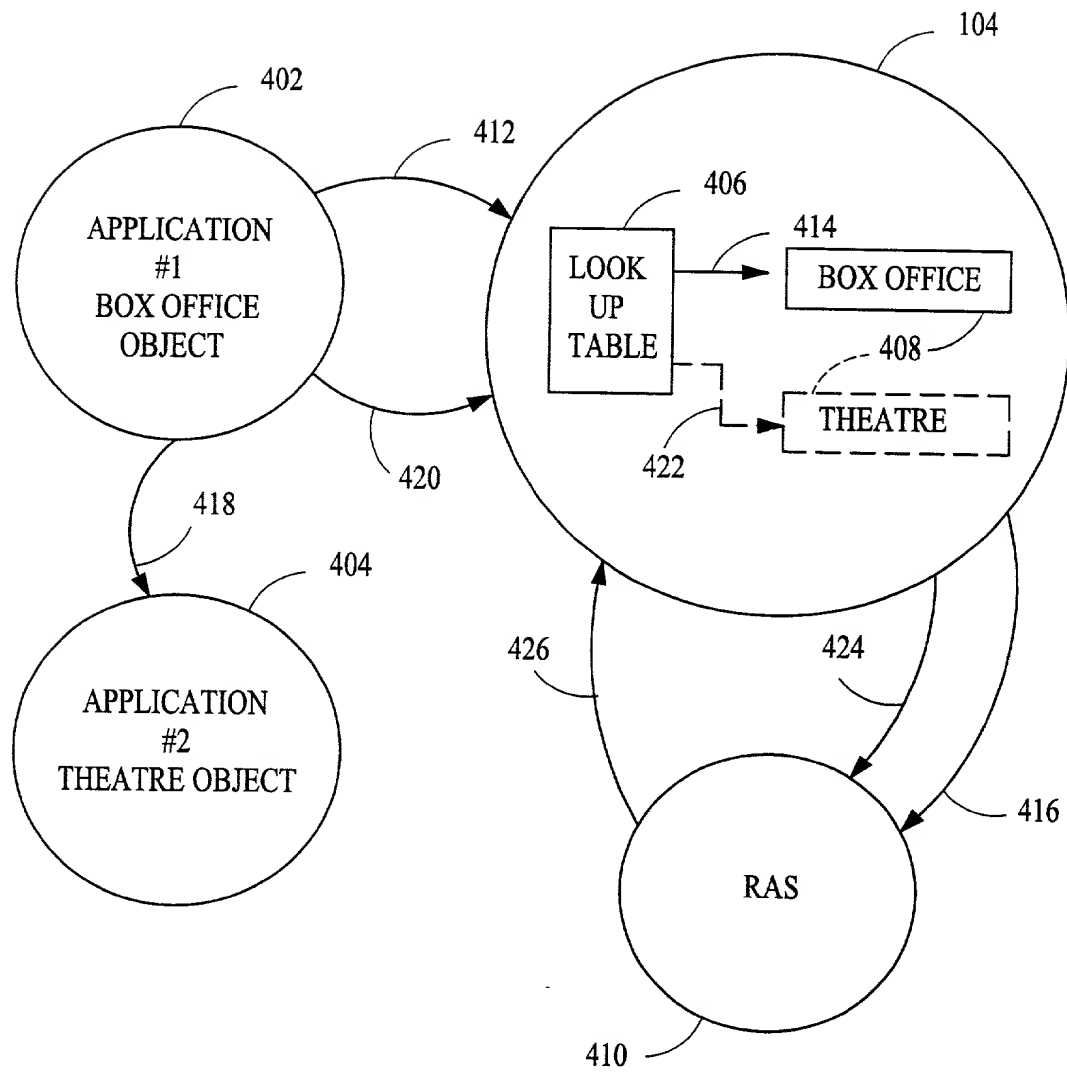 104
402
412
406
414
APPLICATION
#1
BOX OFFICE
OBJECT
LOOK
UP
TABLE
BOX OFFICE
408
THEATRE
422
420
418
404
APPLICATION
#2
THEATRE OBJECT
426
424
416
RAS
410